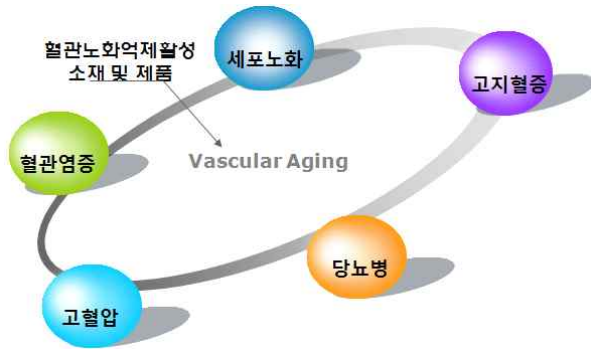 혈관노화억제활성
소재 및 제품
세포노화
고지혈증
혈관염증
Vascular Aging
당뇨병
고혈압